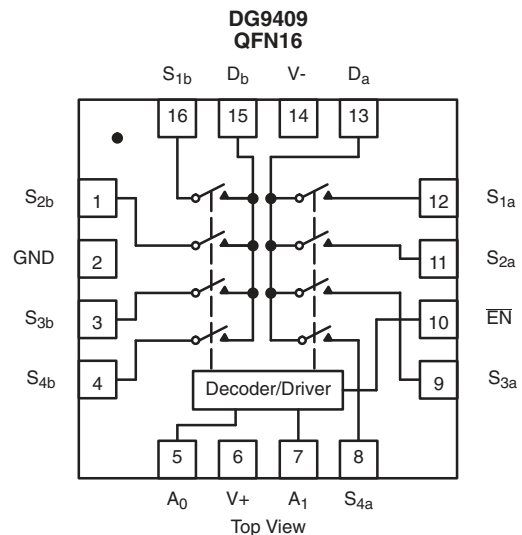 DG9409
QFN16
S1b Db V- Da
16 15 14 13
S2b 1 12 S1a
GND 2 11 S2a
S3b 3 10 E̅N̅
S4b 4 9 S3a
Decoder/Driver
5 6 7 8
A0 V+ A1 S4a
Top View